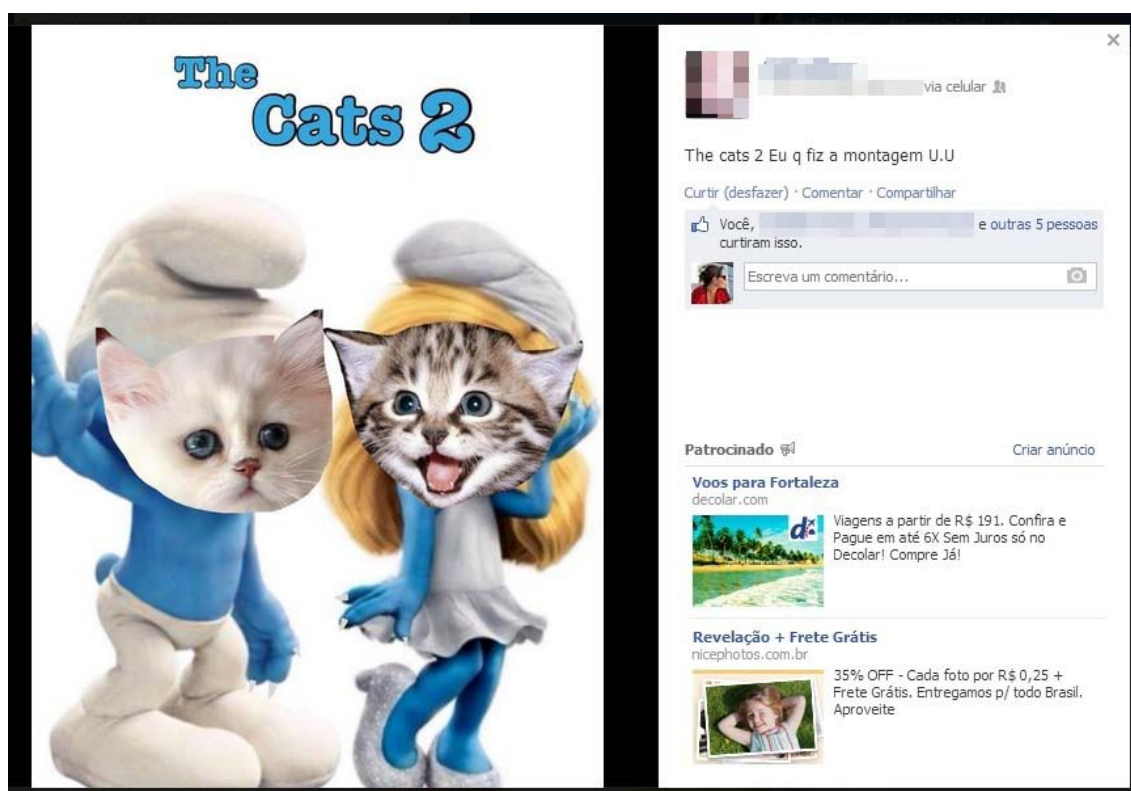 The
Cats 2
×
via celular
The cats 2 Eu q fiz a montagem U.U
Curtir (desfazer) · Comentar · Compartilhar
Você, e outras 5 pessoas
curtiram isso.
Escreva um comentário...
Patrocinado
Criar anúncio
Voos para Fortaleza
decolar.com
d
Viagens a partir de R$ 191. Confira e
Pague em até 6X Sem Juros só no
Decolar! Compre Já!
Revelação + Frete Grátis
nicephotos.com.br
35% OFF - Cada foto por R$ 0,25 +
Frete Grátis. Entregamos p/ todo Brasil.
Aproveite